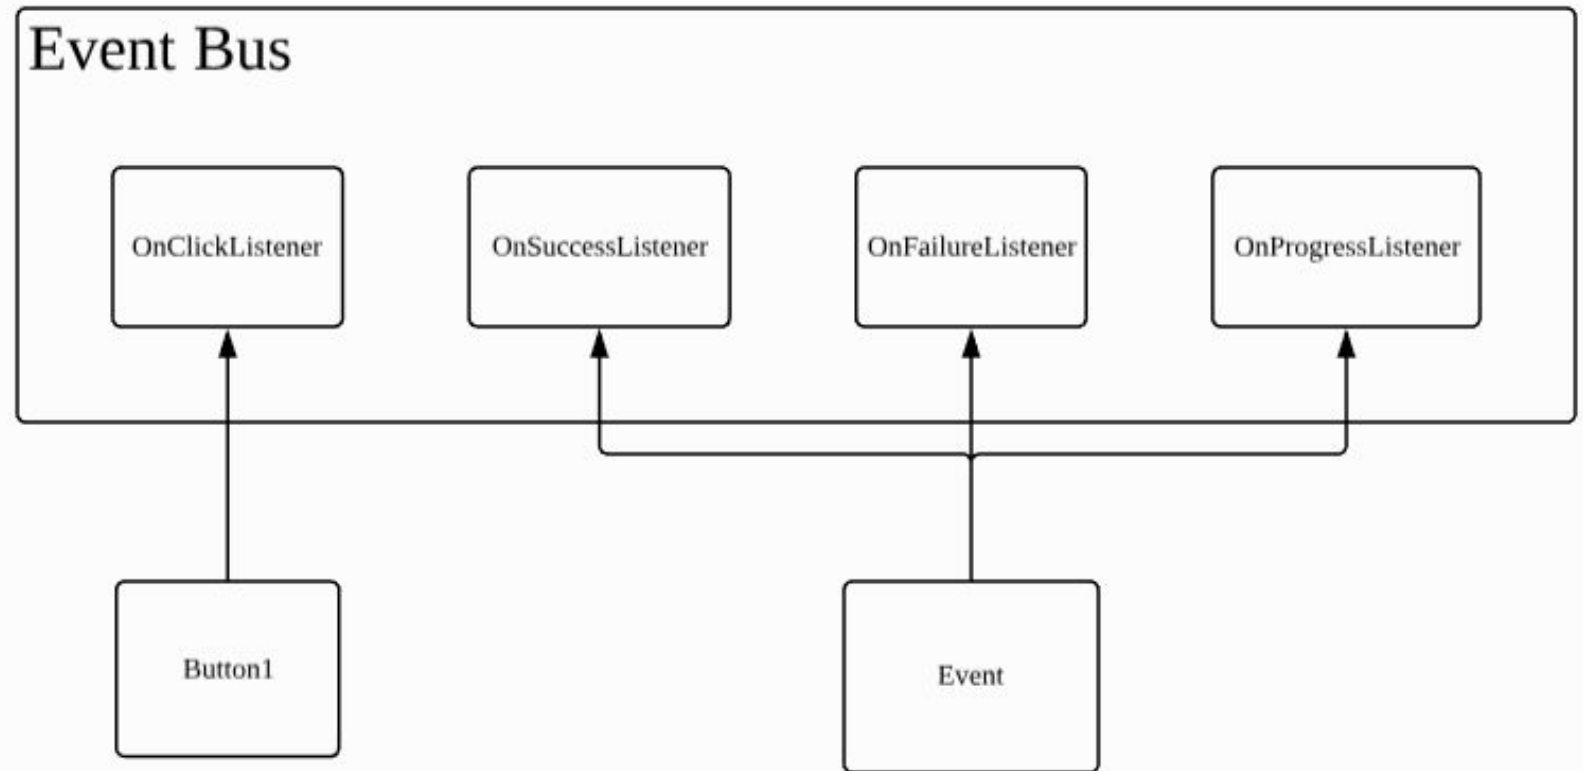 Event Bus
OnClickListener
OnSuccessListener
OnFailureListener
OnProgressListener
Button1
Event